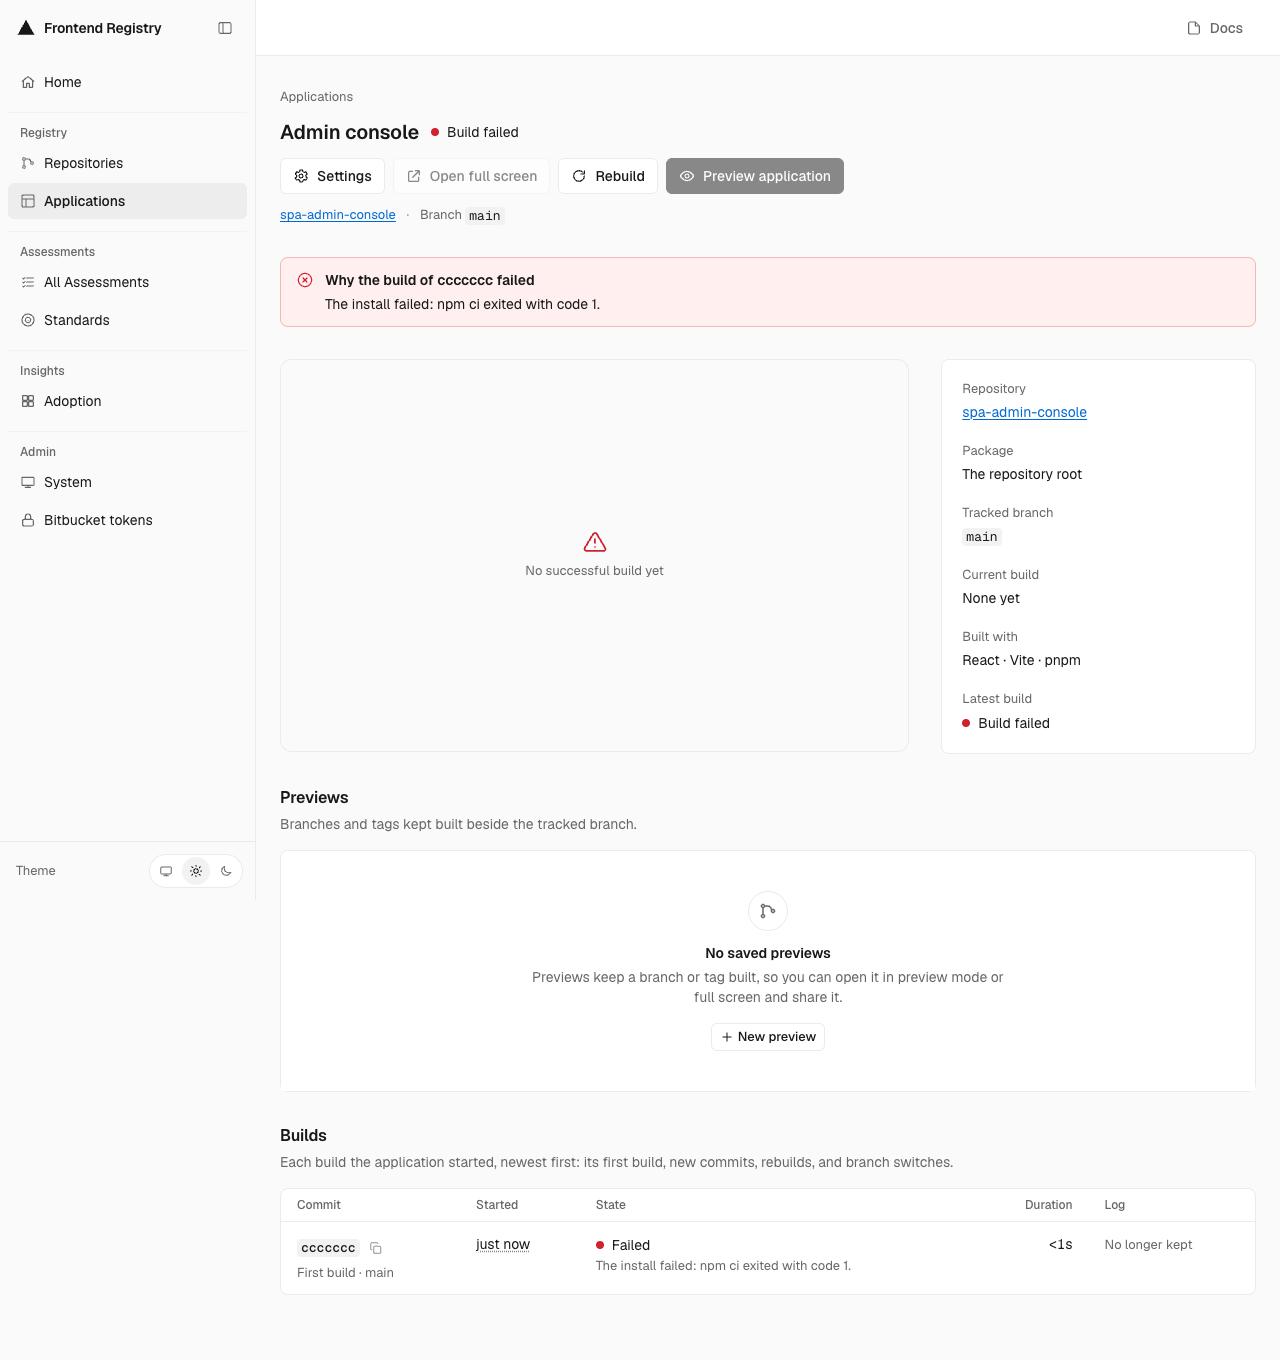 Frontend Registry
Docs
Home
Registry
Repositories
Applications
Assessments
All Assessments
Standards
Insights
Adoption
Admin
System
Bitbucket tokens
Theme
Applications
Admin console
Build failed
Settings
Open full screen
Rebuild
Preview application
spa-admin-console · Branch main
Why the build of ccccccc failed
The install failed: npm ci exited with code 1.
No successful build yet
Repository
spa-admin-console
Package
The repository root
Tracked branch
main
Current build
None yet
Built with
React · Vite · pnpm
Latest build
Build failed
Previews
Branches and tags kept built beside the tracked branch.
No saved previews
Previews keep a branch or tag built, so you can open it in preview mode or
full screen and share it.
New preview
Builds
Each build the application started, newest first: its first build, new commits, rebuilds, and branch switches.
Commit Started State Duration Log
ccccccc just now Failed <1s No longer kept
First build · main The install failed: npm ci exited with code 1.